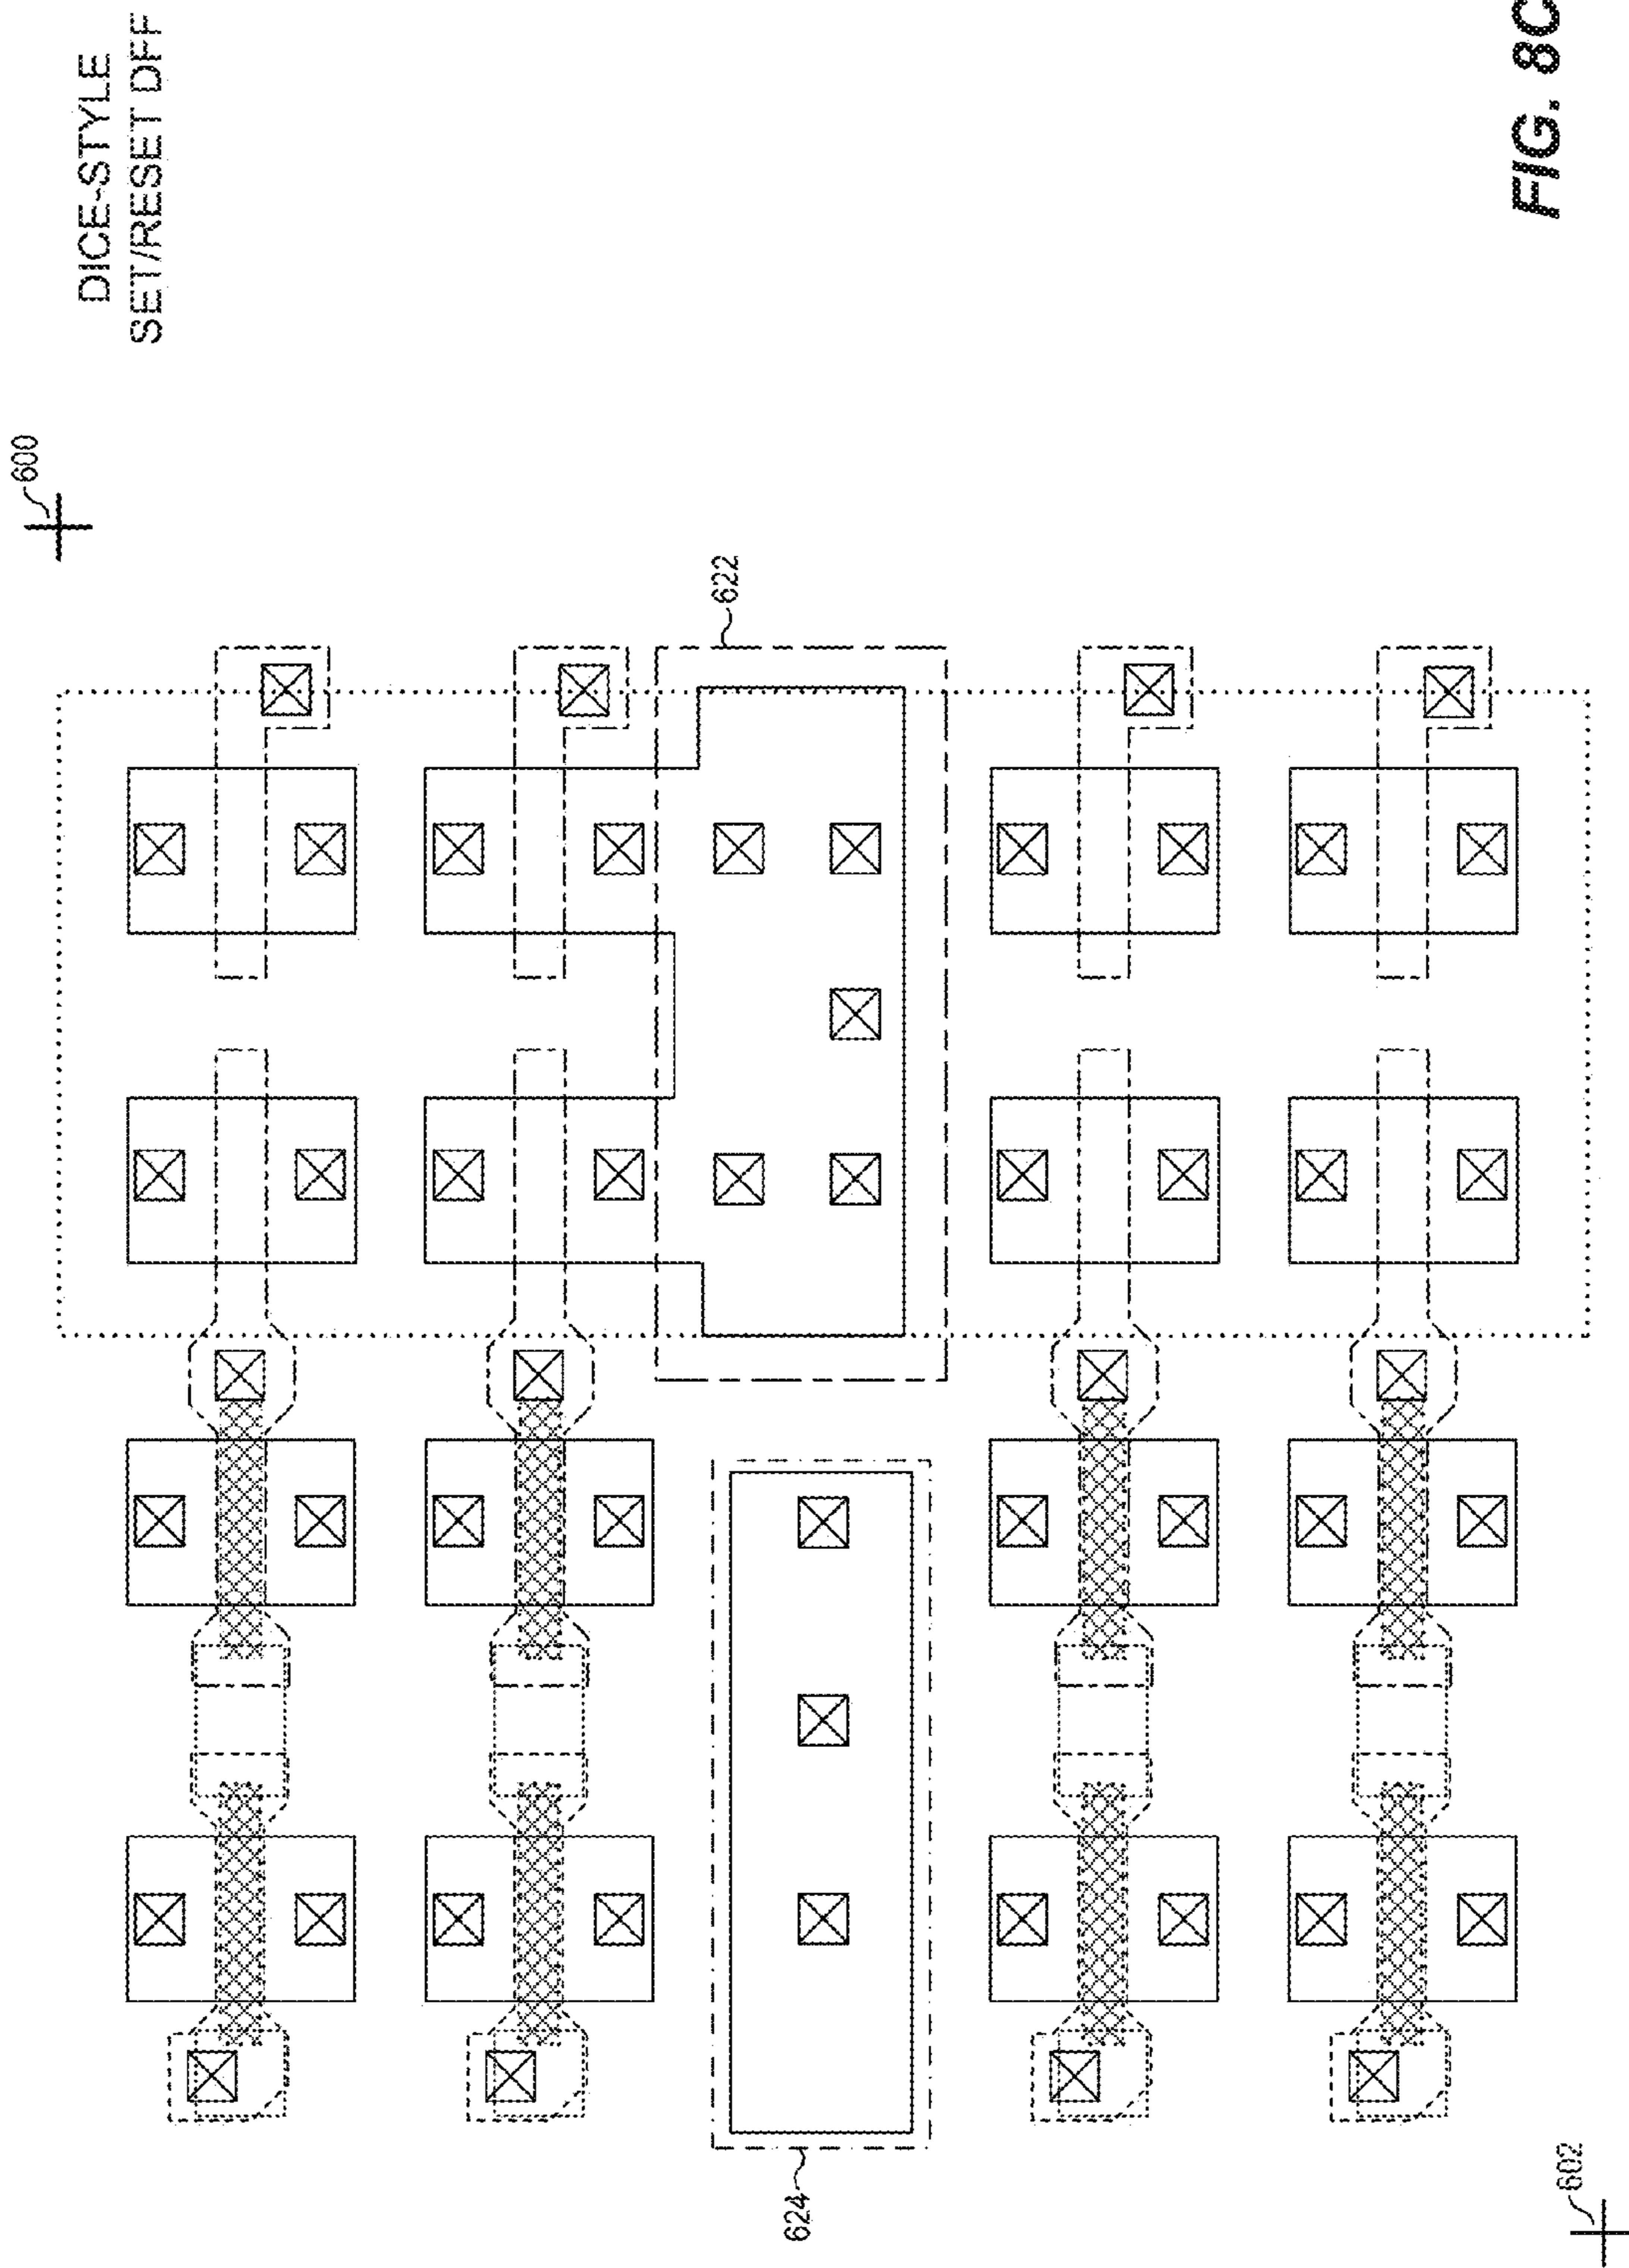 DICE-STYLE
SET/RESET DFF
600
622
624
602
FIG. 8C